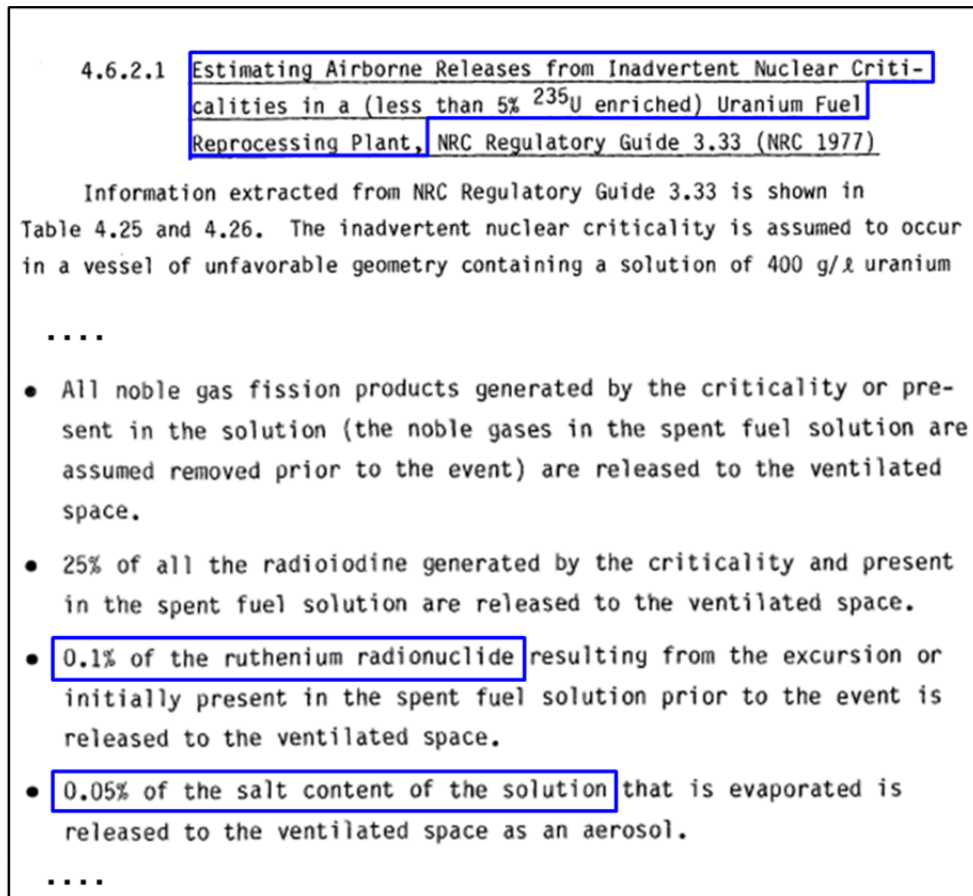 4.6.2.1 Estimating Airborne Releases from Inadvertent Nuclear Criti-
calities in a (less than 5% ²³⁵U enriched) Uranium Fuel
Reprocessing Plant, NRC Regulatory Guide 3.33 (NRC 1977)
Information extracted from NRC Regulatory Guide 3.33 is shown in
Table 4.25 and 4.26. The inadvertent nuclear criticality is assumed to occur
in a vessel of unfavorable geometry containing a solution of 400 g/ℓ uranium
....
● All noble gas fission products generated by the criticality or pre-
sent in the solution (the noble gases in the spent fuel solution are
assumed removed prior to the event) are released to the ventilated
space.
● 25% of all the radioiodine generated by the criticality and present
in the spent fuel solution are released to the ventilated space.
● 0.1% of the ruthenium radionuclide resulting from the excursion or
initially present in the spent fuel solution prior to the event is
released to the ventilated space.
● 0.05% of the salt content of the solution that is evaporated is
released to the ventilated space as an aerosol.
....